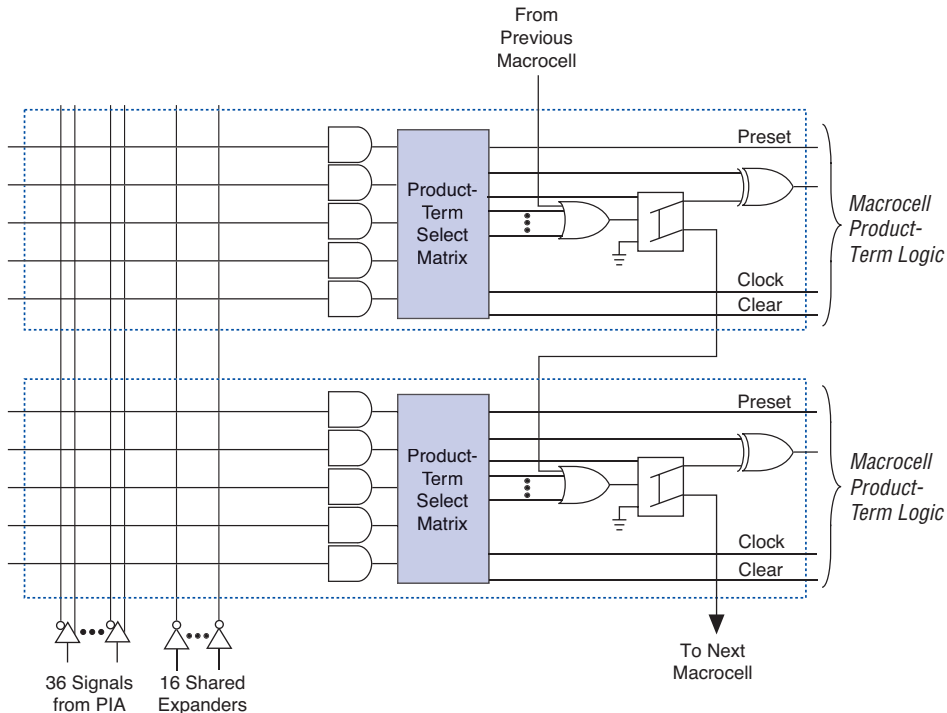 From
Previous
Macrocell
Preset
Product-
Term
Select
Matrix
Macrocell
Product-
Term Logic
Clock
Clear
Preset
Product-
Term
Select
Matrix
Macrocell
Product-
Term Logic
Clock
Clear
To Next
Macrocell
36 Signals
from PIA
16 Shared
Expanders